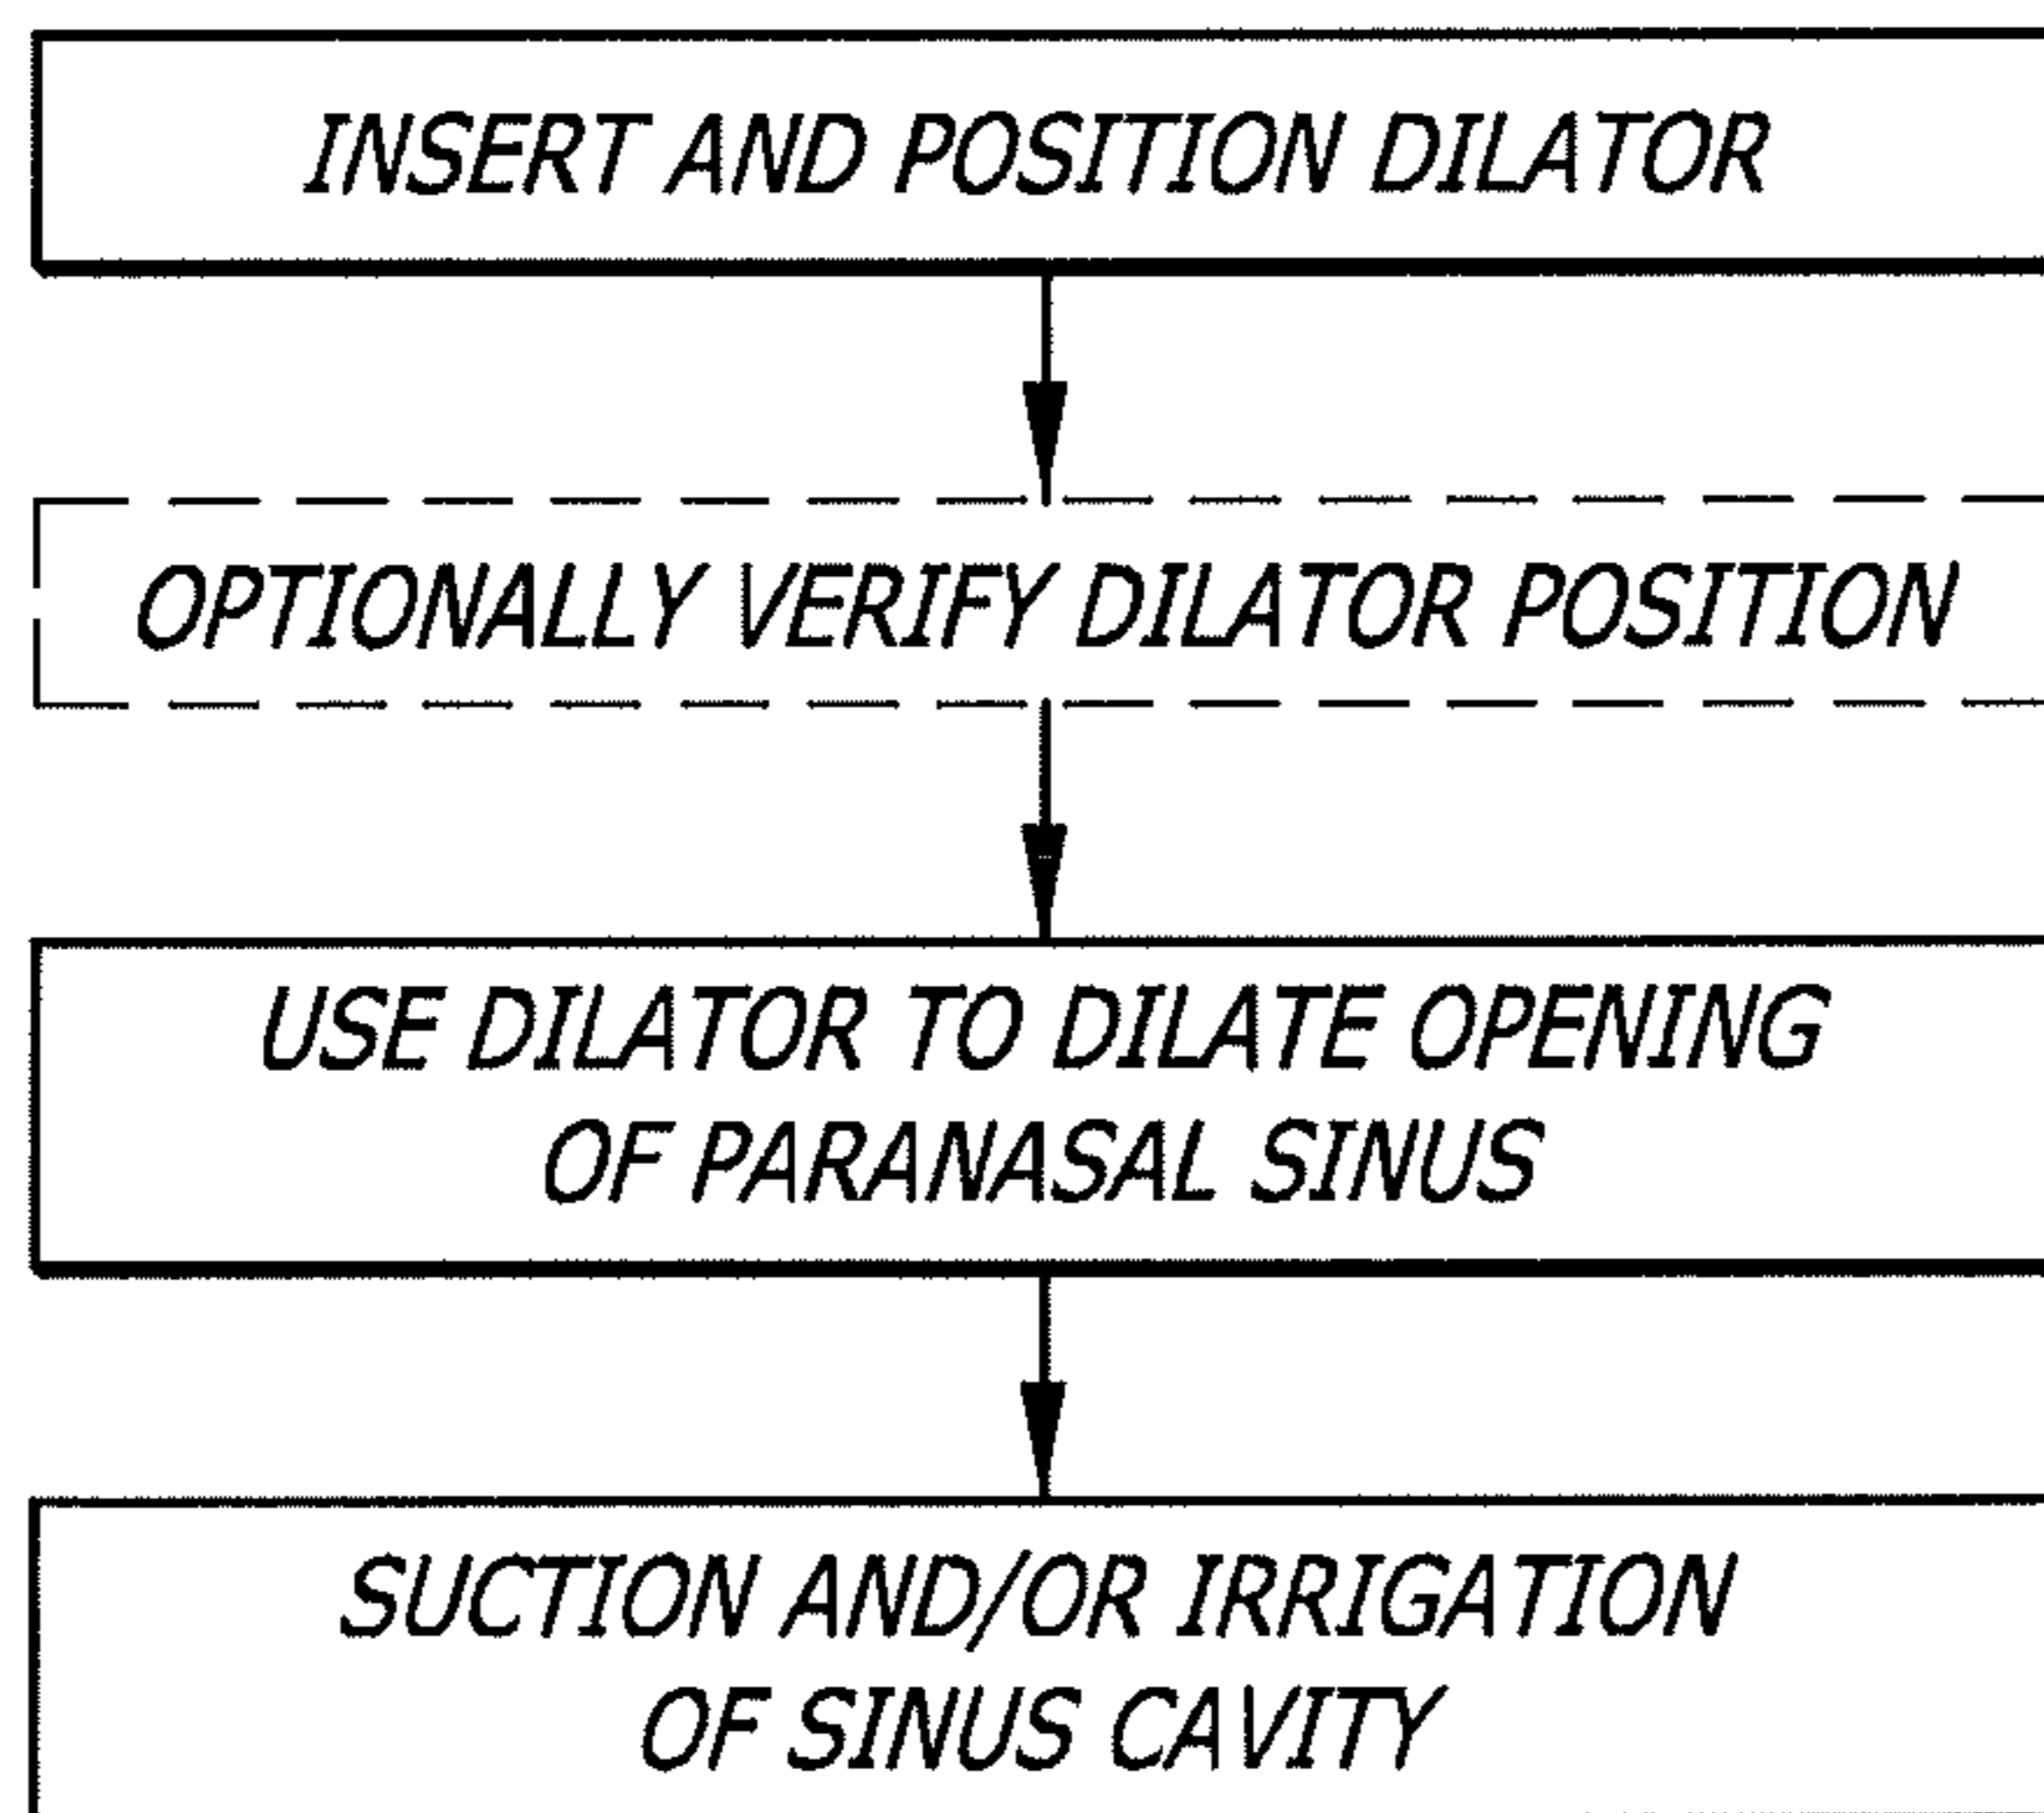 INSERT AND POSITION DILATOR
OPTIONALLY VERIFY DILATOR POSITION
USE DILATOR TO DILATE OPENING
OF PARANASAL SINUS
SUCTION AND/OR IRRIGATION
OF SINUS CAVITY